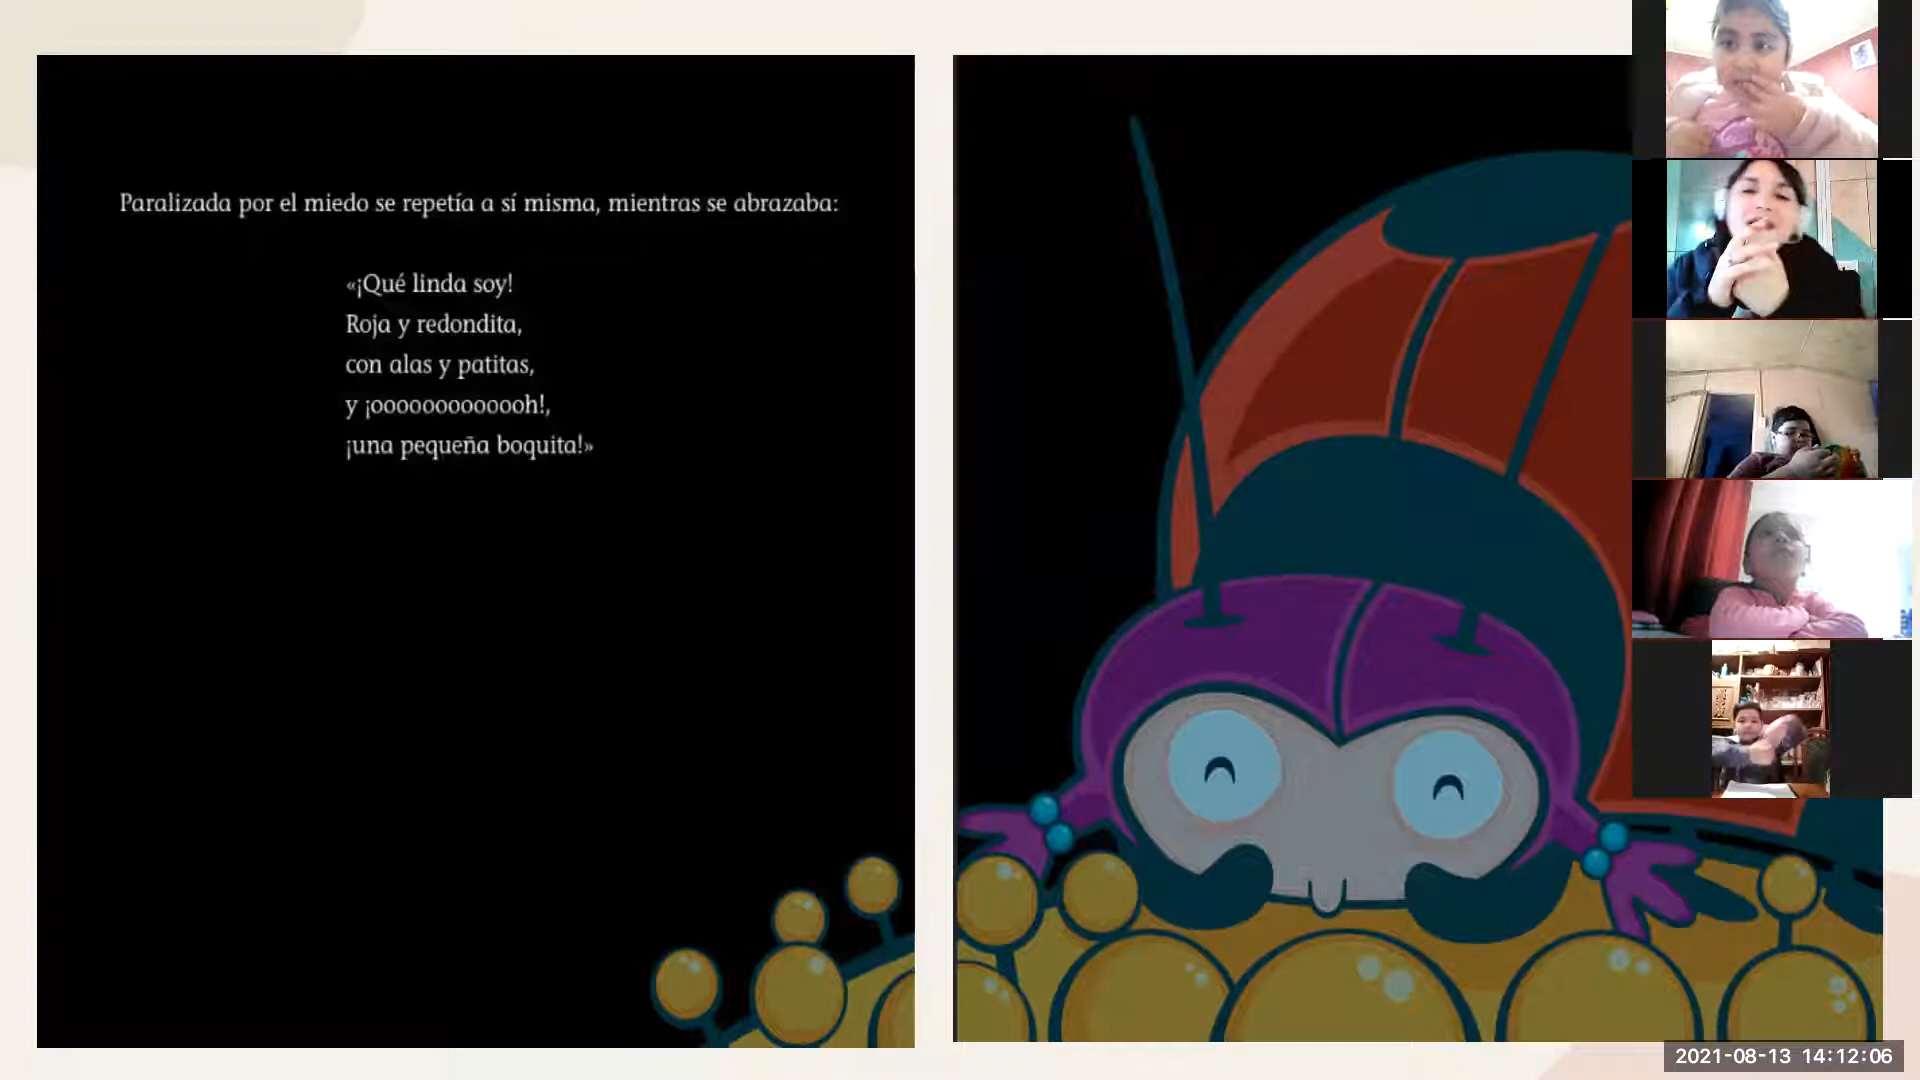 Paralizada por el miedo se repetía a sí misma, mientras se abrazaba:
«¡Qué linda soy!
Roja y redondita,
con alas y patitas,
y ¡oooooooooooooh!,
¡una pequeña boquita!»
2021-08-13 14:12:06